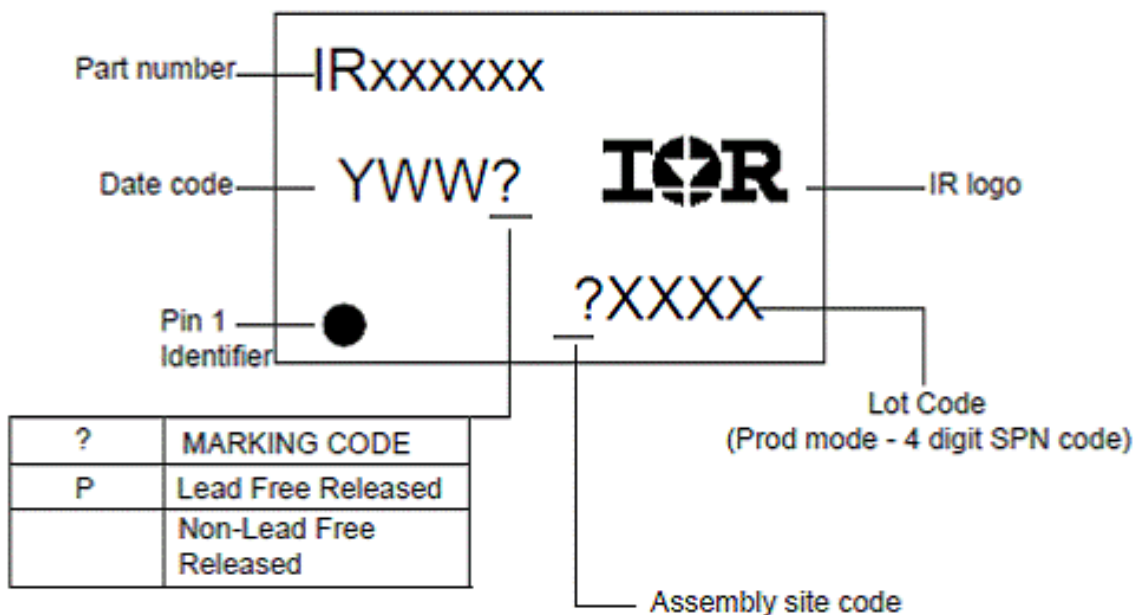 Part number
IRxxxxxx
Date code
YWW?
IOR
IR logo
?XXXX
Pin 1
Identifier
Lot Code
(Prod mode - 4 digit SPN code)
? MARKING CODE
P Lead Free Released
Non-Lead Free
Released
Assembly site code